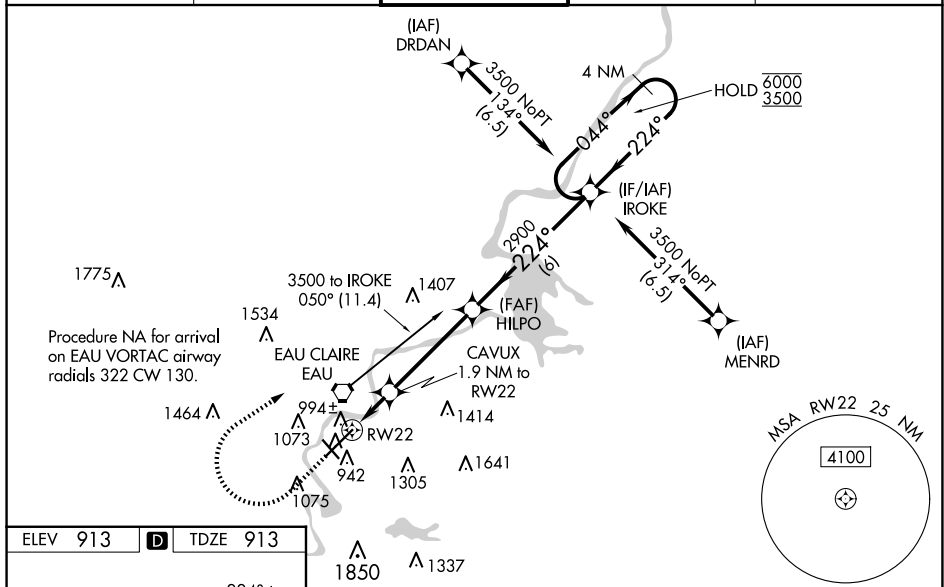 (IAF)
DRDAN
3500 NoPT
134°
(6.5)
4 NM
HOLD 6000
3500
044°
224°
(IF/IAF)
IROKE
2900
224°
(6)
3500 NoPT
314°
(6.5)
(IAF)
MENRD
1775
3500 to IROKE
050° (11.4)
1407
(FAF)
HILPO
1534
Procedure NA for arrival
on EAU VORTAC airway
radials 322 CW 130.
EAU CLAIRE
EAU
CAVUX
1.9 NM to
RW22
1464
994±
1073
RW22
1414
942
1305
1641
1075
MSA RW22 25 NM
4100
ELEV 913 D TDZE 913
1850
1337